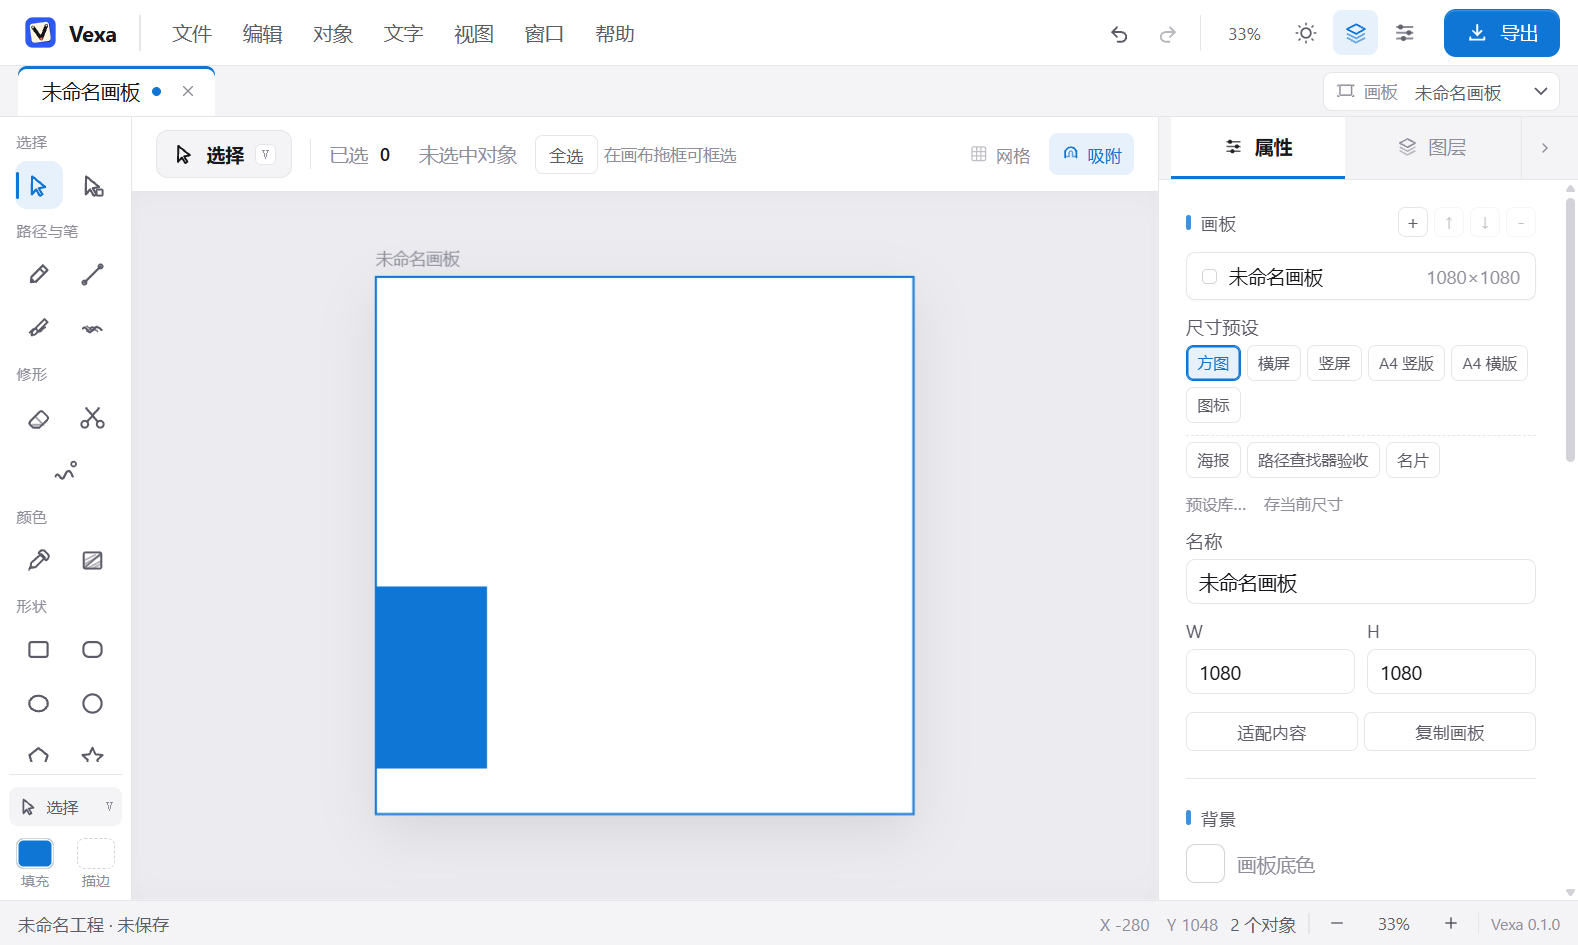 Vexa 文件 编辑 对象 文字 视图 窗口 帮助 33% 导出
未命名画板 画板 未命名画板
选择
选择 V 已选 0 未选中对象 全选 在画布拖框可框选 网格 吸附
属性 图层
路径与笔
修形
颜色
形状
选择 V
填充 描边
未命名画板
画板
未命名画板 1080×1080
尺寸预设
方图 横屏 竖屏 A4 竖版 A4 横版
图标
海报 路径查找器验收 名片
预设库... 存当前尺寸
名称
未命名画板
W H
1080 1080
适配内容 复制画板
背景
画板底色
未命名工程 · 未保存 X -280 Y 1048 2 个对象 33% Vexa 0.1.0